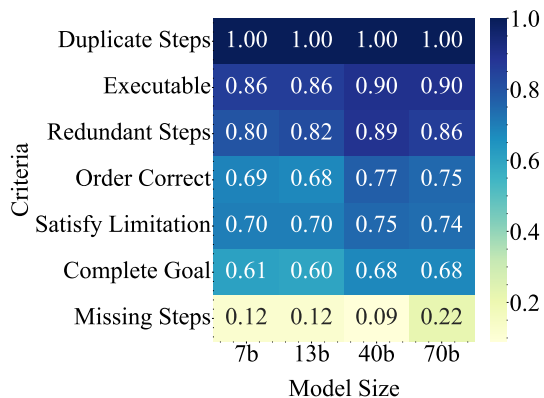 Criteria
Duplicate Steps 1.00 1.00 1.00 1.00
Executable 0.86 0.86 0.90 0.90
Redundant Steps 0.80 0.82 0.89 0.86
Order Correct 0.69 0.68 0.77 0.75
Satisfy Limitation 0.70 0.70 0.75 0.74
Complete Goal 0.61 0.60 0.68 0.68
Missing Steps 0.12 0.12 0.09 0.22
7b 13b 40b 70b
Model Size
1.0
0.8
0.6
0.4
0.2